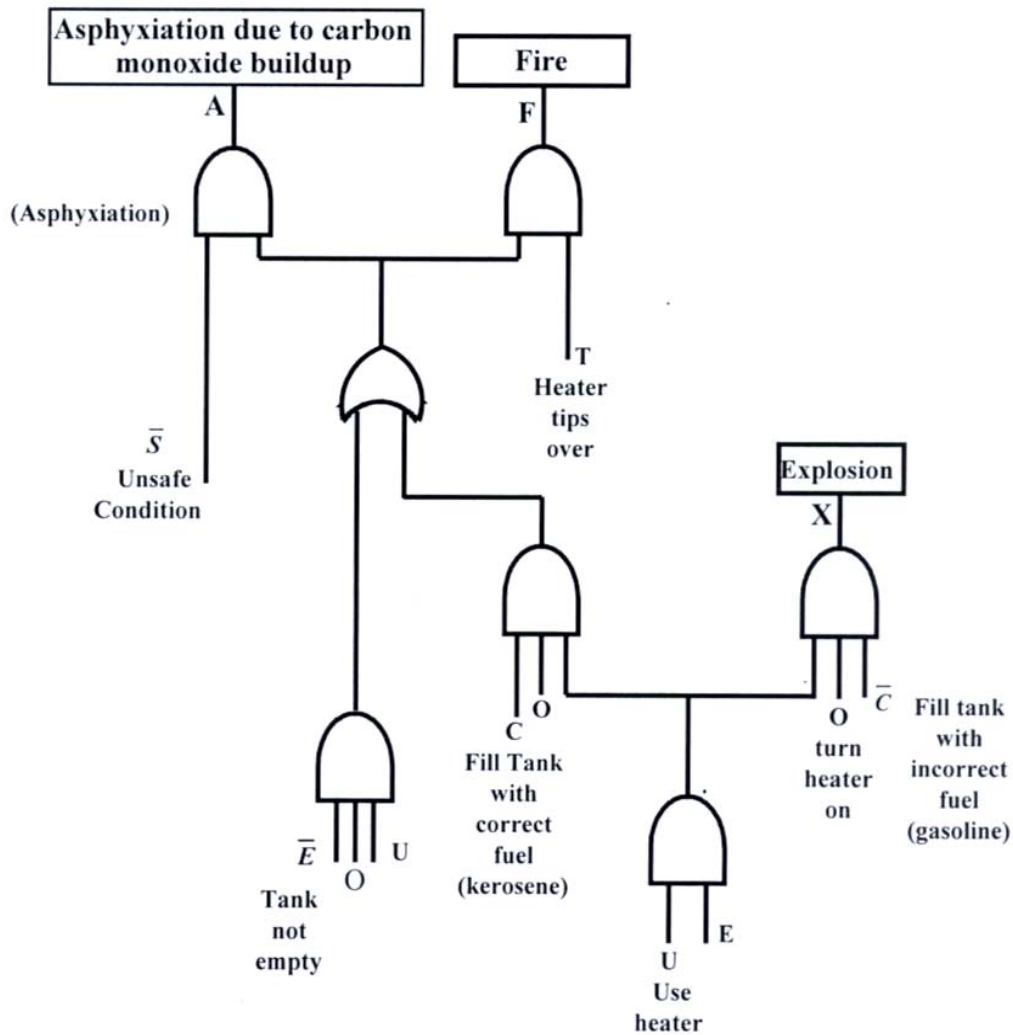 Asphyxiation due to carbon
monoxide buildup
Fire
A
F
(Asphyxiation)
T
Heater
tips
over
S̅
Unsafe
Condition
Explosion
X
C
O
Fill Tank
with
correct
fuel
(kerosene)
O
turn
heater
on
C̅
Fill tank
with
incorrect
fuel
(gasoline)
E̅
O
U
Tank
not
empty
U
E
Use
heater